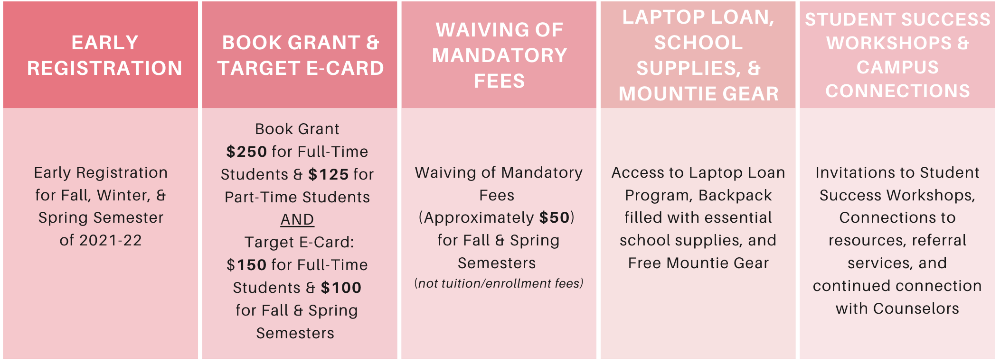 EARLY
REGISTRATION
Early Registration
for Fall, Winter, &
Spring Semester
of 2021-22
BOOK GRANT &
TARGET E-CARD
Book Grant
$250 for Full-Time
Students & $125 for
Part-Time Students
AND
Target E-Card:
$150 for Full-Time
Students & $100
for Fall & Spring
Semesters
WAIVING OF
MANDATORY
FEES
Waiving of Mandatory
Fees
(Approximately $50)
for Fall & Spring
Semesters
(not tuition/enrollment fees)
LAPTOP LOAN,
SCHOOL
SUPPLIES, &
MOUNTIE GEAR
Access to Laptop Loan
Program, Backpack
filled with essential
school supplies, and
Free Mountie Gear
STUDENT SUCCESS
WORKSHOPS &
CAMPUS
CONNECTIONS
Invitations to Student
Success Workshops,
Connections to
resources, referral
services, and
continued connection
with Counselors